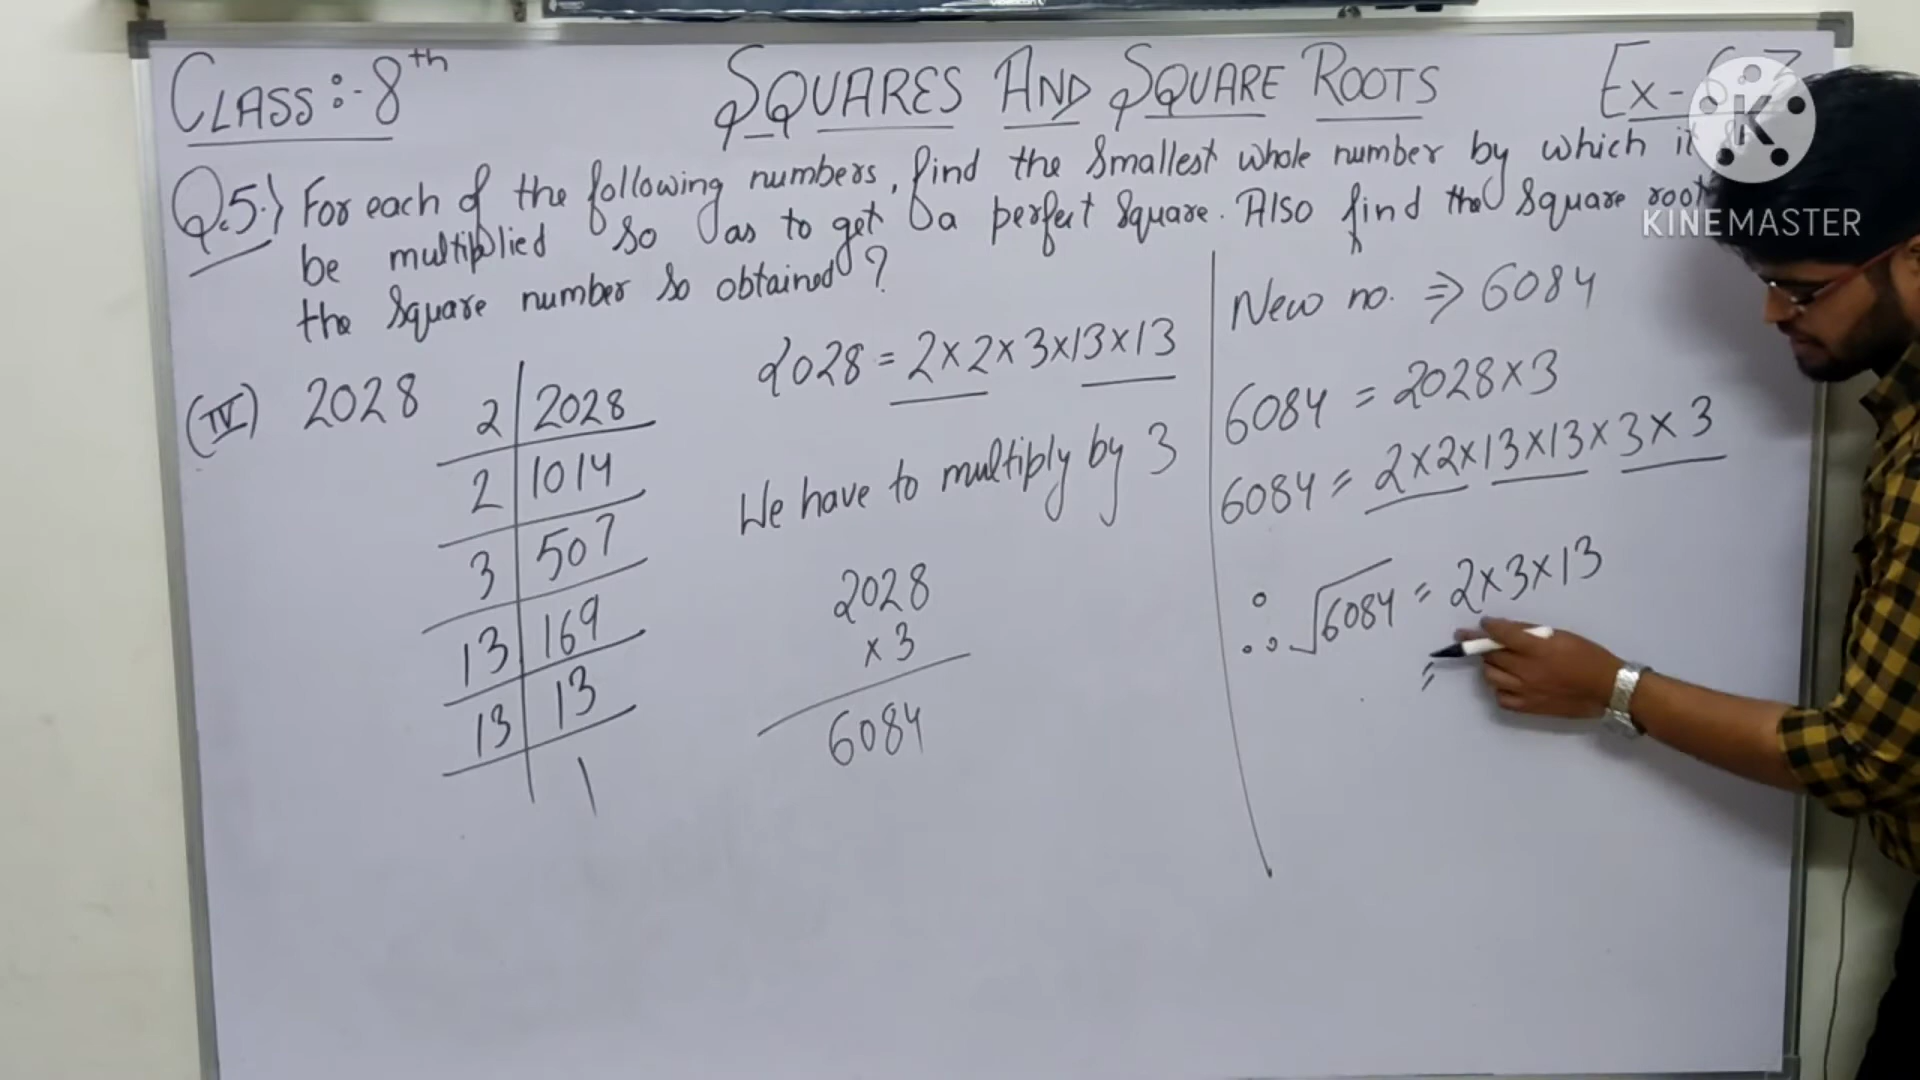 CLASS:- 8th
SQUARES AND SQUARE ROOTS
Ex-
K
KINEMASTER
Q.5.) For each of the following numbers, find the smallest whole number by which it
be multiplied so as to get a perfect square. Also find the square root
the square number so obtained?
(IV) 2028
2 | 2028
2 | 1014
3 | 507
13 | 169
13 | 13
1
2028 = 2×2×3×13×13
We have to multiply by 3
2028
×3
6084
New no. ⇒ 6084
6084 = 2028×3
6084 = 2×2×13×13×3×3
∴ √6084 = 2×3×13
=